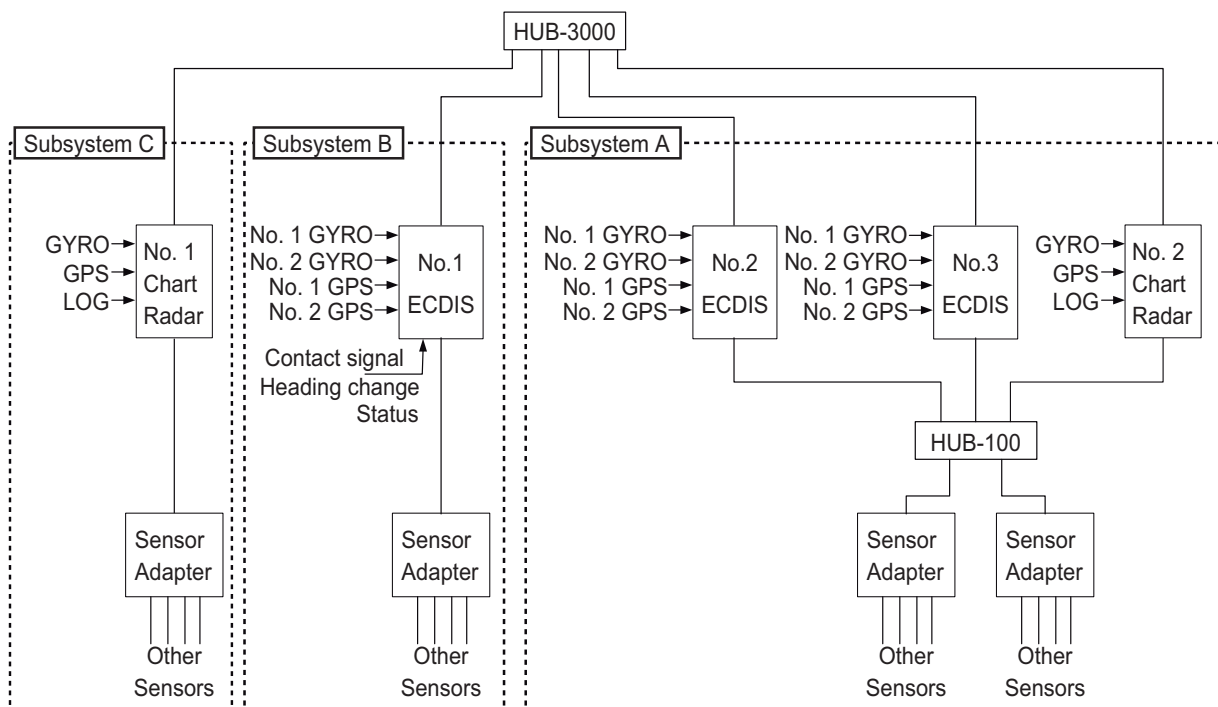 HUB-3000
Subsystem C
Subsystem B
Subsystem A
GYRO
GPS
LOG
No. 1
Chart
Radar
No. 1 GYRO
No. 2 GYRO
No. 1 GPS
No. 2 GPS
No.1
ECDIS
Contact signal
Heading change
Status
No. 1 GYRO
No. 2 GYRO
No. 1 GPS
No. 2 GPS
No.2
ECDIS
No. 1 GYRO
No. 2 GYRO
No. 1 GPS
No. 2 GPS
No.3
ECDIS
GYRO
GPS
LOG
No. 2
Chart
Radar
HUB-100
Sensor
Adapter
Other
Sensors
Sensor
Adapter
Other
Sensors
Sensor
Adapter
Other
Sensors
Sensor
Adapter
Other
Sensors